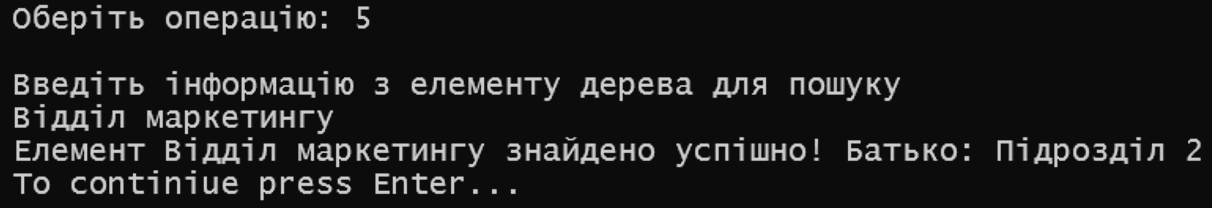 Оберіть операцію: 5
Введіть інформацію з елементу дерева для пошуку
Відділ маркетингу
Елемент Відділ маркетингу знайдено успішно! Батько: Підрозділ 2
To continiue press Enter...